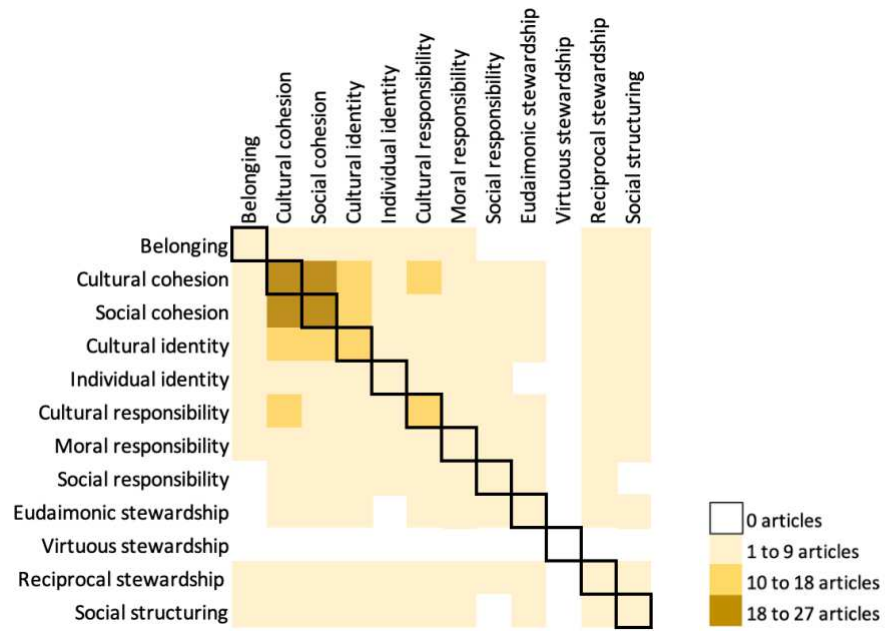 Belonging
Cultural cohesion
Social cohesion
Cultural identity
Individual identity
Cultural responsibility
Moral responsibility
Social responsibility
Eudaimonic stewardship
Virtuous stewardship
Reciprocal stewardship
Social structuring
Belonging
Cultural cohesion
Social cohesion
Cultural identity
Individual identity
Cultural responsibility
Moral responsibility
Social responsibility
Eudaimonic stewardship
Virtuous stewardship
Reciprocal stewardship
Social structuring
0 articles
1 to 9 articles
10 to 18 articles
18 to 27 articles